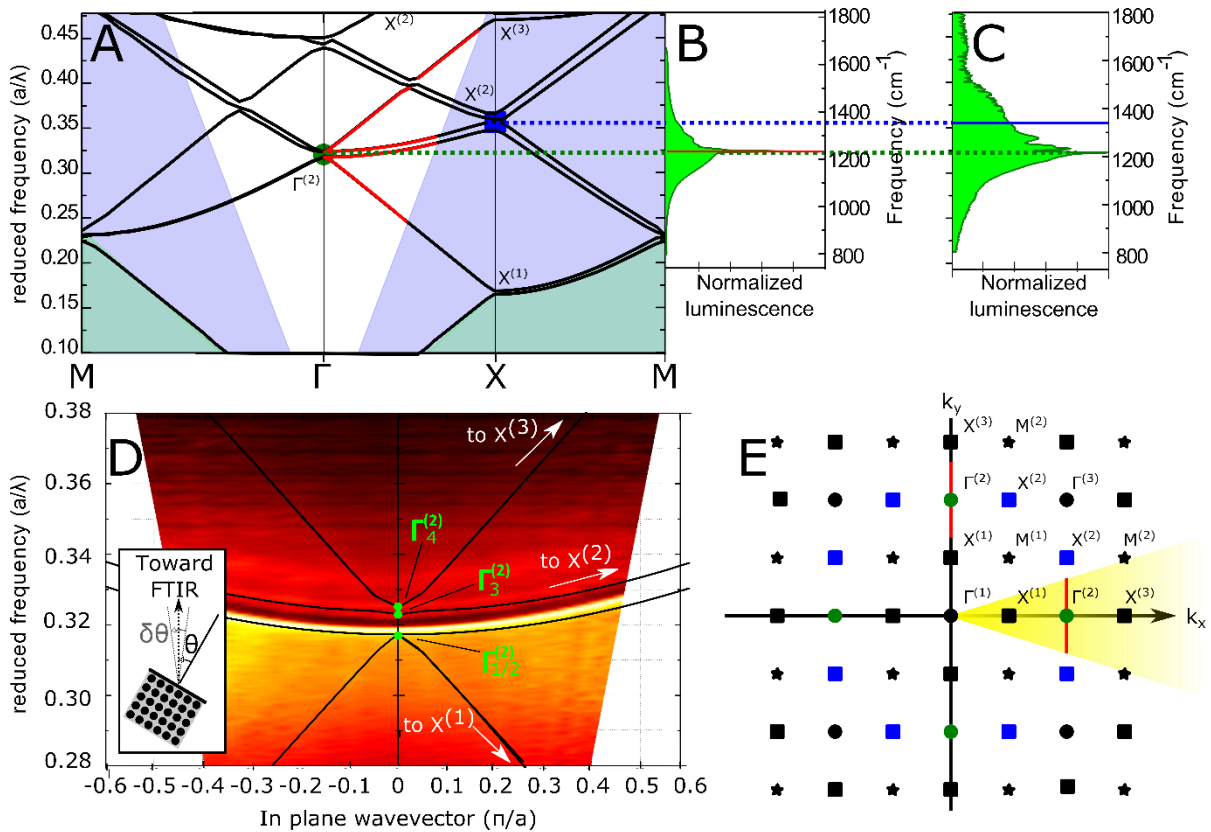 A
B
C
0.45
0.40
0.35
0.30
0.25
0.20
0.15
0.10
reduced frequency (a/λ)
X(2)
X(3)
X(2)
Γ(2)
X(1)
M
Γ
X
M
1800
1600
1400
1200
1000
800
Frequency (cm-1)
Normalized
luminescence
1800
1600
1400
1200
1000
800
Frequency (cm-1)
Normalized
luminescence
D
0.38
0.36
0.34
0.32
0.30
0.28
reduced frequency (a/λ)
to X(3)
Γ4(2)
Γ3(2)
to X(2)
Γ1/2(2)
to X(1)
Toward
FTIR
δθ
θ
-0.6 -0.5 -0.4 -0.3 -0.2 -0.1 0 0.1 0.2 0.3 0.4 0.5 0.6
In plane wavevector (π/a)
E
ky
X(3) M(2)
Γ(2) X(2) Γ(3)
X(1) M(1) X(2) M(2)
Γ(1) X(1) Γ(2) X(3)
kx